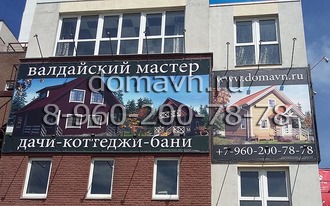 валдайский мастер
www.domavn.ru
domavn.ru
8-960-200-78-78
дачи-коттеджи-бани
+7-960-200-78-78